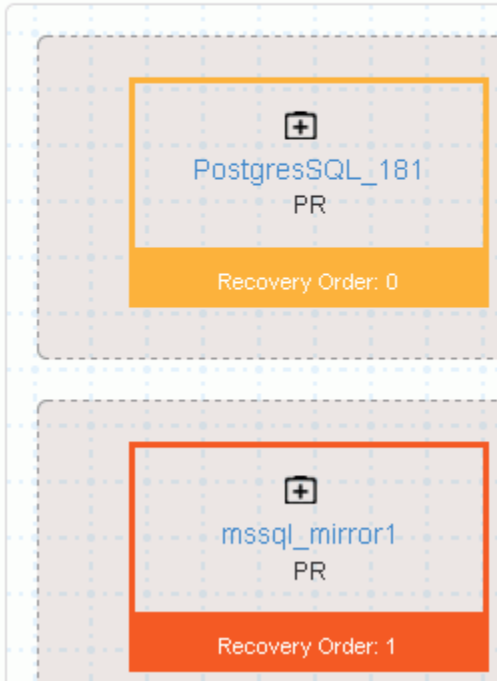 PostgresSQL_181
PR
Recovery Order: 0
mssql_mirror1
PR
Recovery Order: 1